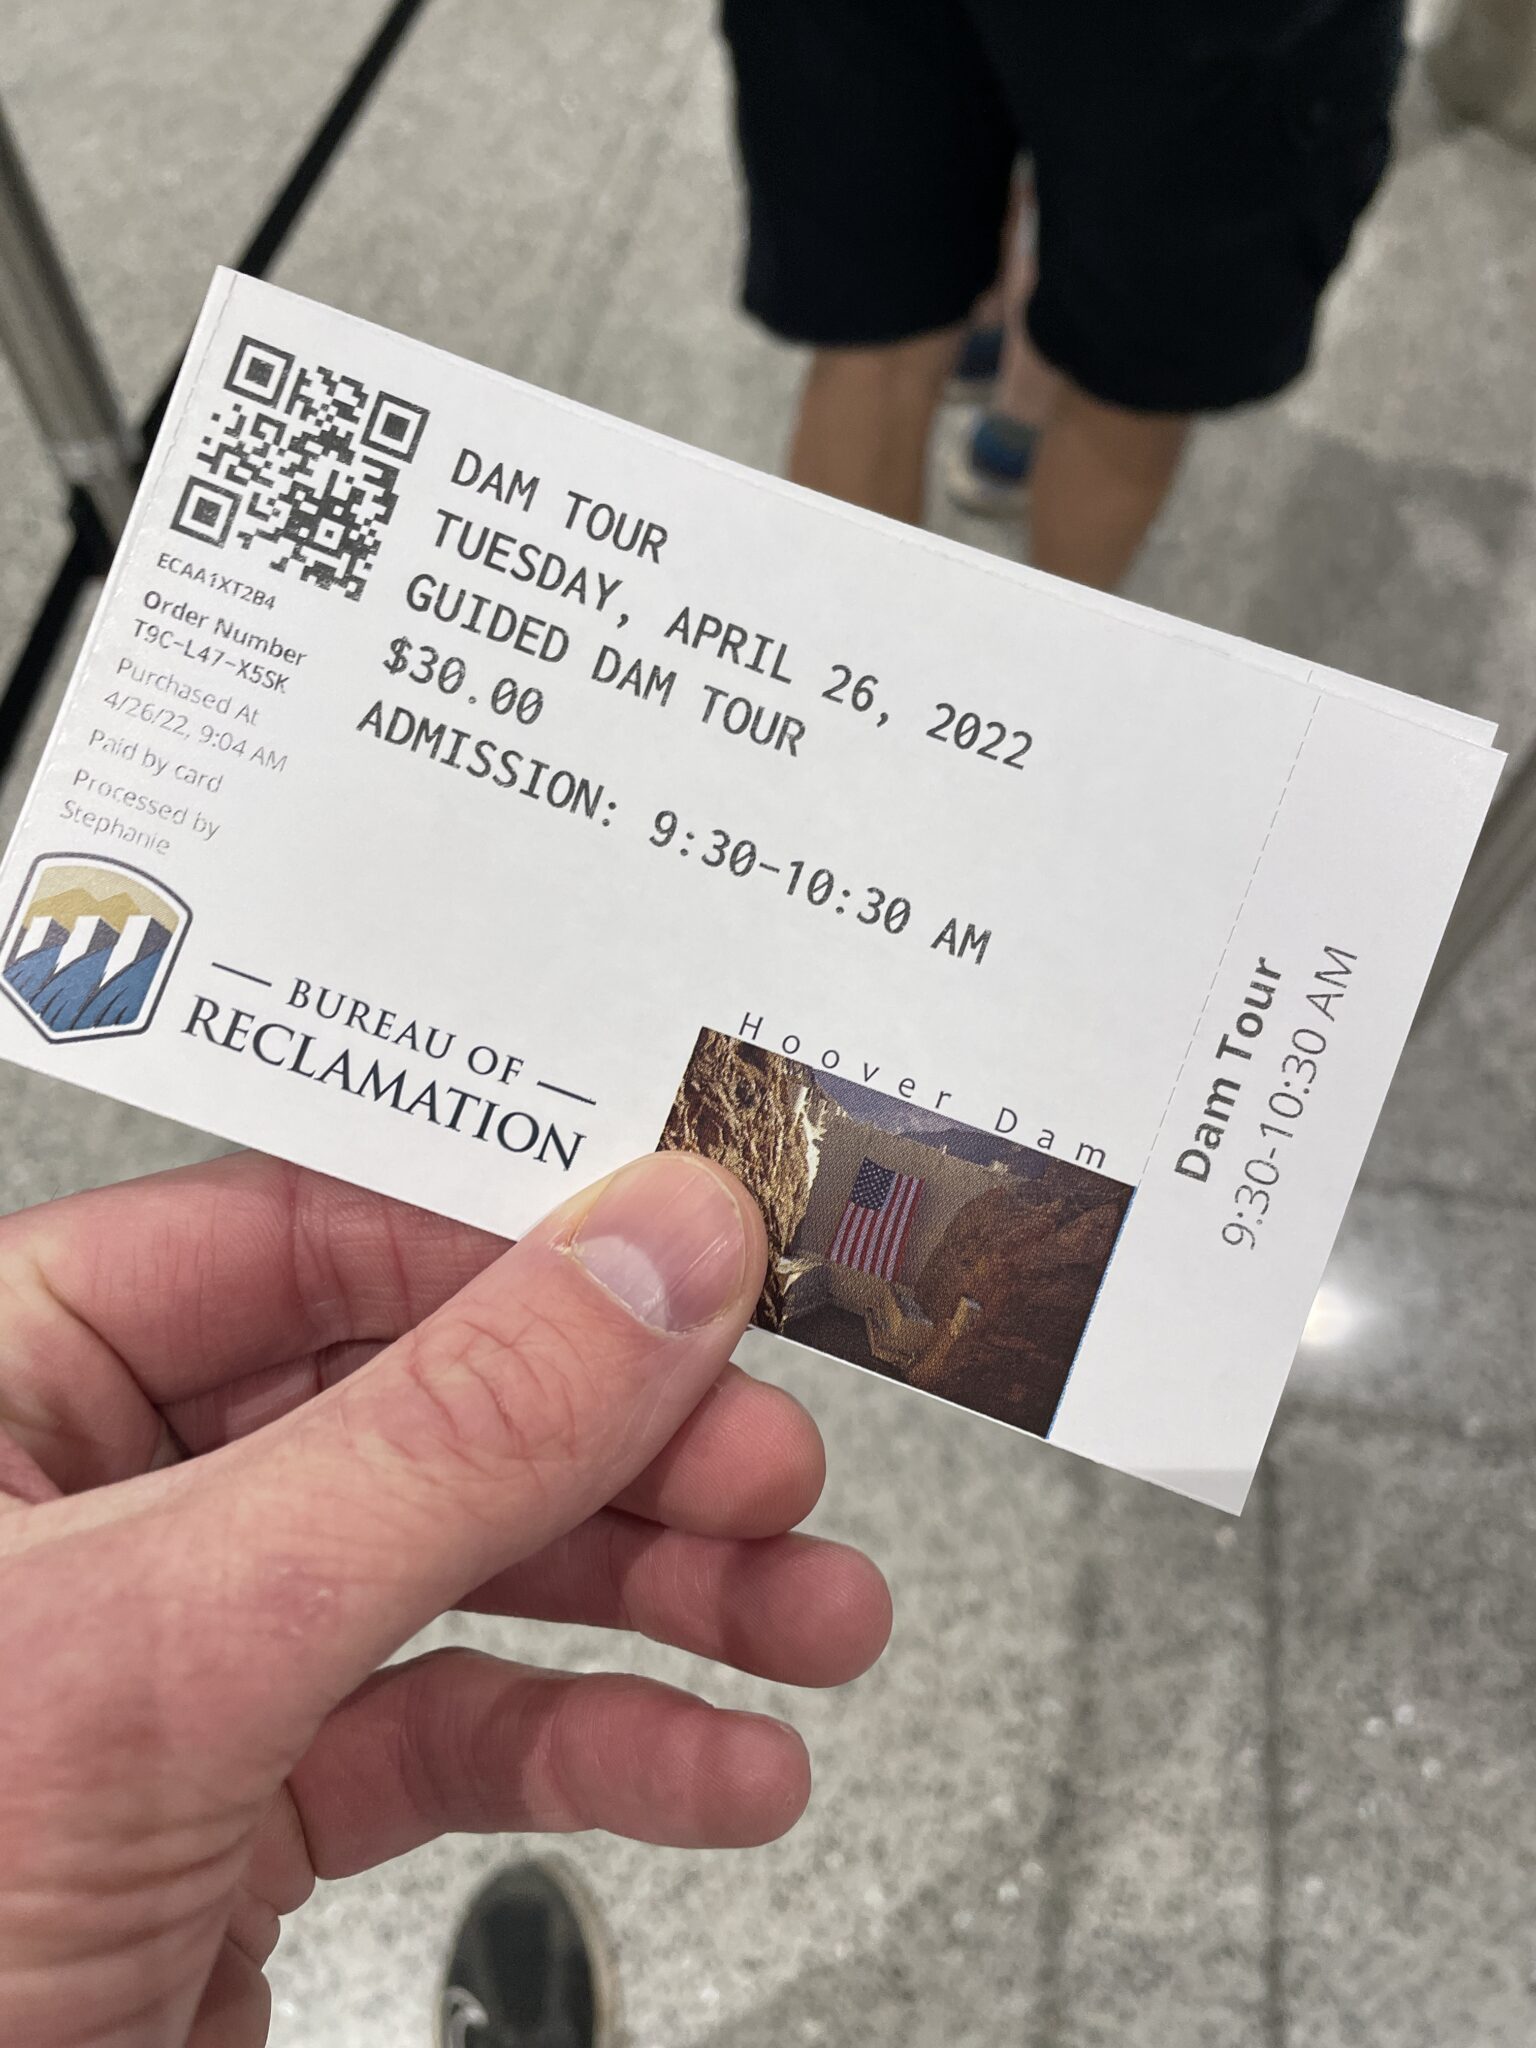 DAM TOUR
TUESDAY, APRIL 26, 2022
GUIDED DAM TOUR
$30.00
ADMISSION: 9:30-10:30 AM
ECAA1XT2B4
Order Number
T9C-L47-X5SK
Purchased At
4/26/22, 9:04 AM
Paid by card
Processed by
Stephanie
BUREAU OF
RECLAMATION
Hoover Dam
Dam Tour
9:30-10:30 AM